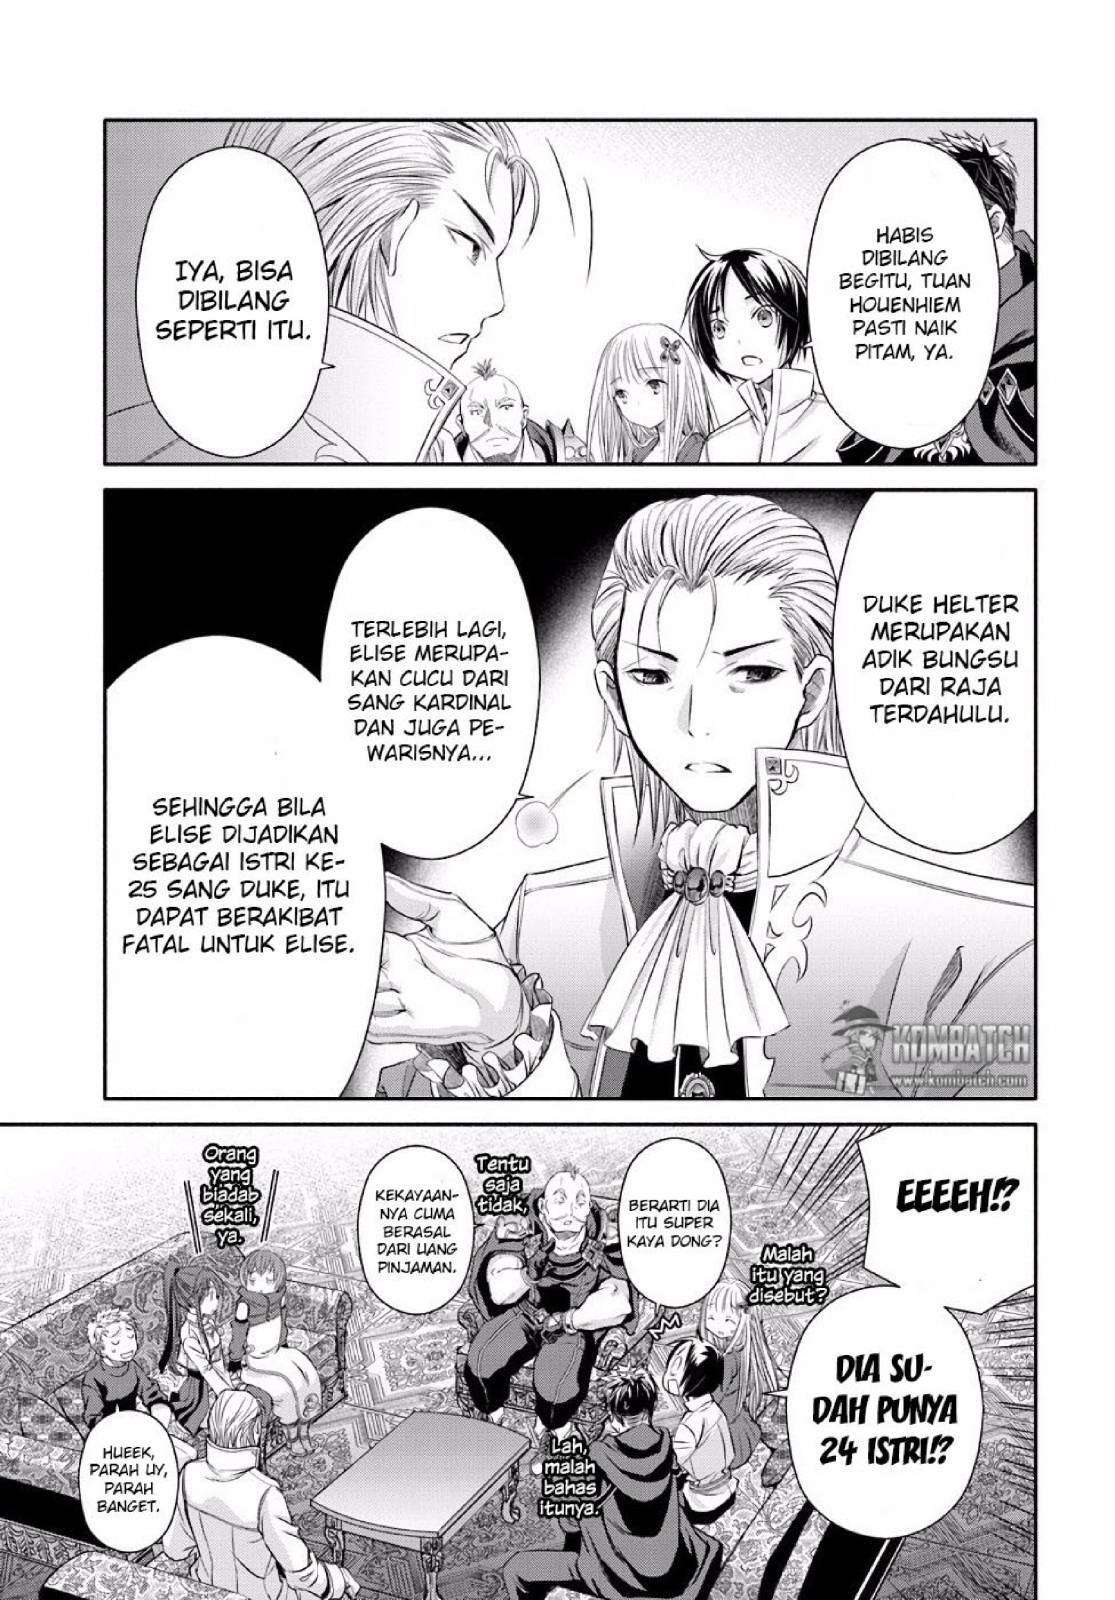 HABIS
DIBILANG
BEGITU, TUAN
HOUENHIEM
PASTI NAIK
PITAM, YA.
IYA, BISA
DIBILANG
SEPERTI ITU.
DUKE HELTER
MERUPAKAN
ADIK BUNGSU
DARI RAJA
TERDAHULU.
TERLEBIH LAGI,
ELISE MERUPA-
KAN CUCU DARI
SANG KARDINAL
DAN JUGA PE-
WARISNYA...
SEHINGGA BILA
ELISE DIJADIKAN
SEBAGAI ISTRI KE-
25 SANG DUKE, ITU
DAPAT BERAKIBAT
FATAL UNTUK ELISE.
KOMBATCH
www.kombatch.com
EEEEH!?
DIA SU-
DAH PUNYA
24 ISTRI!?
Malah
itu yang
disebut?
BERARTI DIA
ITU SUPER
KAYA DONG?
Tentu
saja
tidak,
KEKAYAAN-
NYA CUMA
BERASAL
DARI UANG
PINJAMAN.
Lah,
malah
bahas
itunya.
Orang
yang
biadab
sekali,
ya.
HUEEK,
PARAH UY,
PARAH
BANGET.